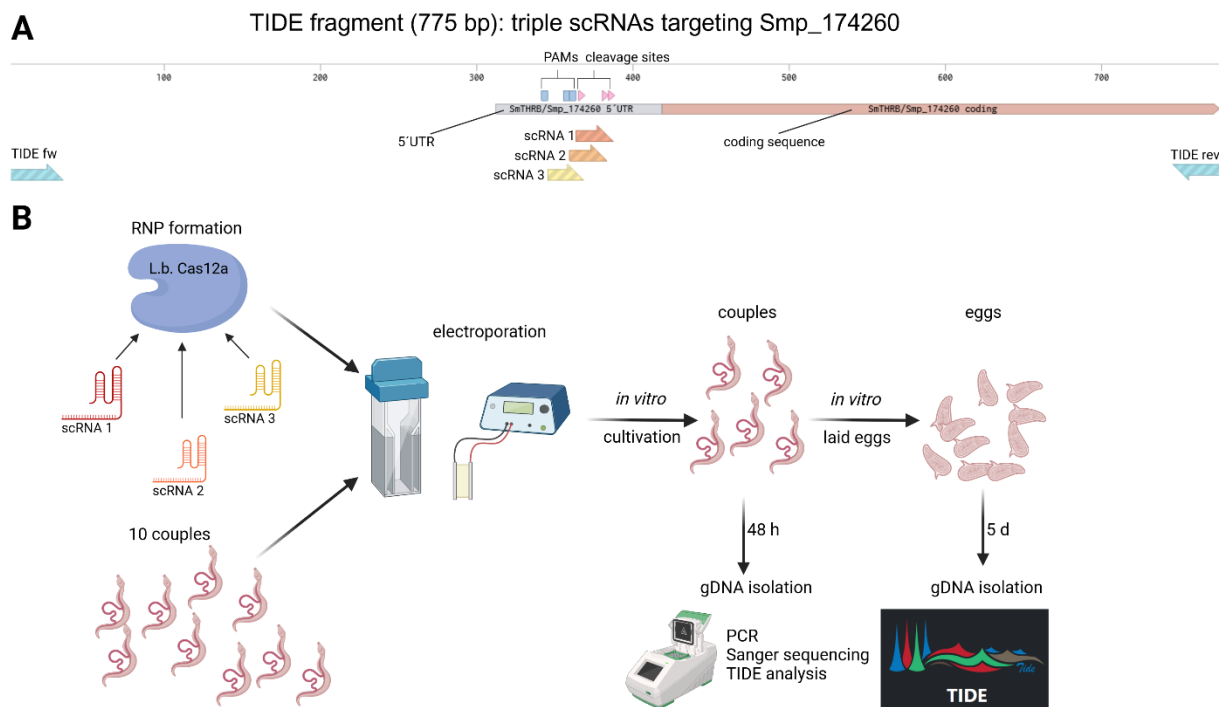 A
TIDE fragment (775 bp): triple scRNAs targeting Smp_174260
PAMs cleavage sites
100 200 300 400 500 600 700
SmTHRB/Smp_174260 5´UTR
SmTHRB/Smp_174260 coding
5´UTR
scRNA 1
coding sequence
TIDE fw
scRNA 2
TIDE rev
scRNA 3
B
RNP formation
L.b. Cas12a
scRNA 1
scRNA 3
scRNA 2
10 couples
electroporation
in vitro
cultivation
couples
in vitro
laid eggs
eggs
48 h
5 d
gDNA isolation
gDNA isolation
PCR
Sanger sequencing
TIDE analysis
Tide
TIDE